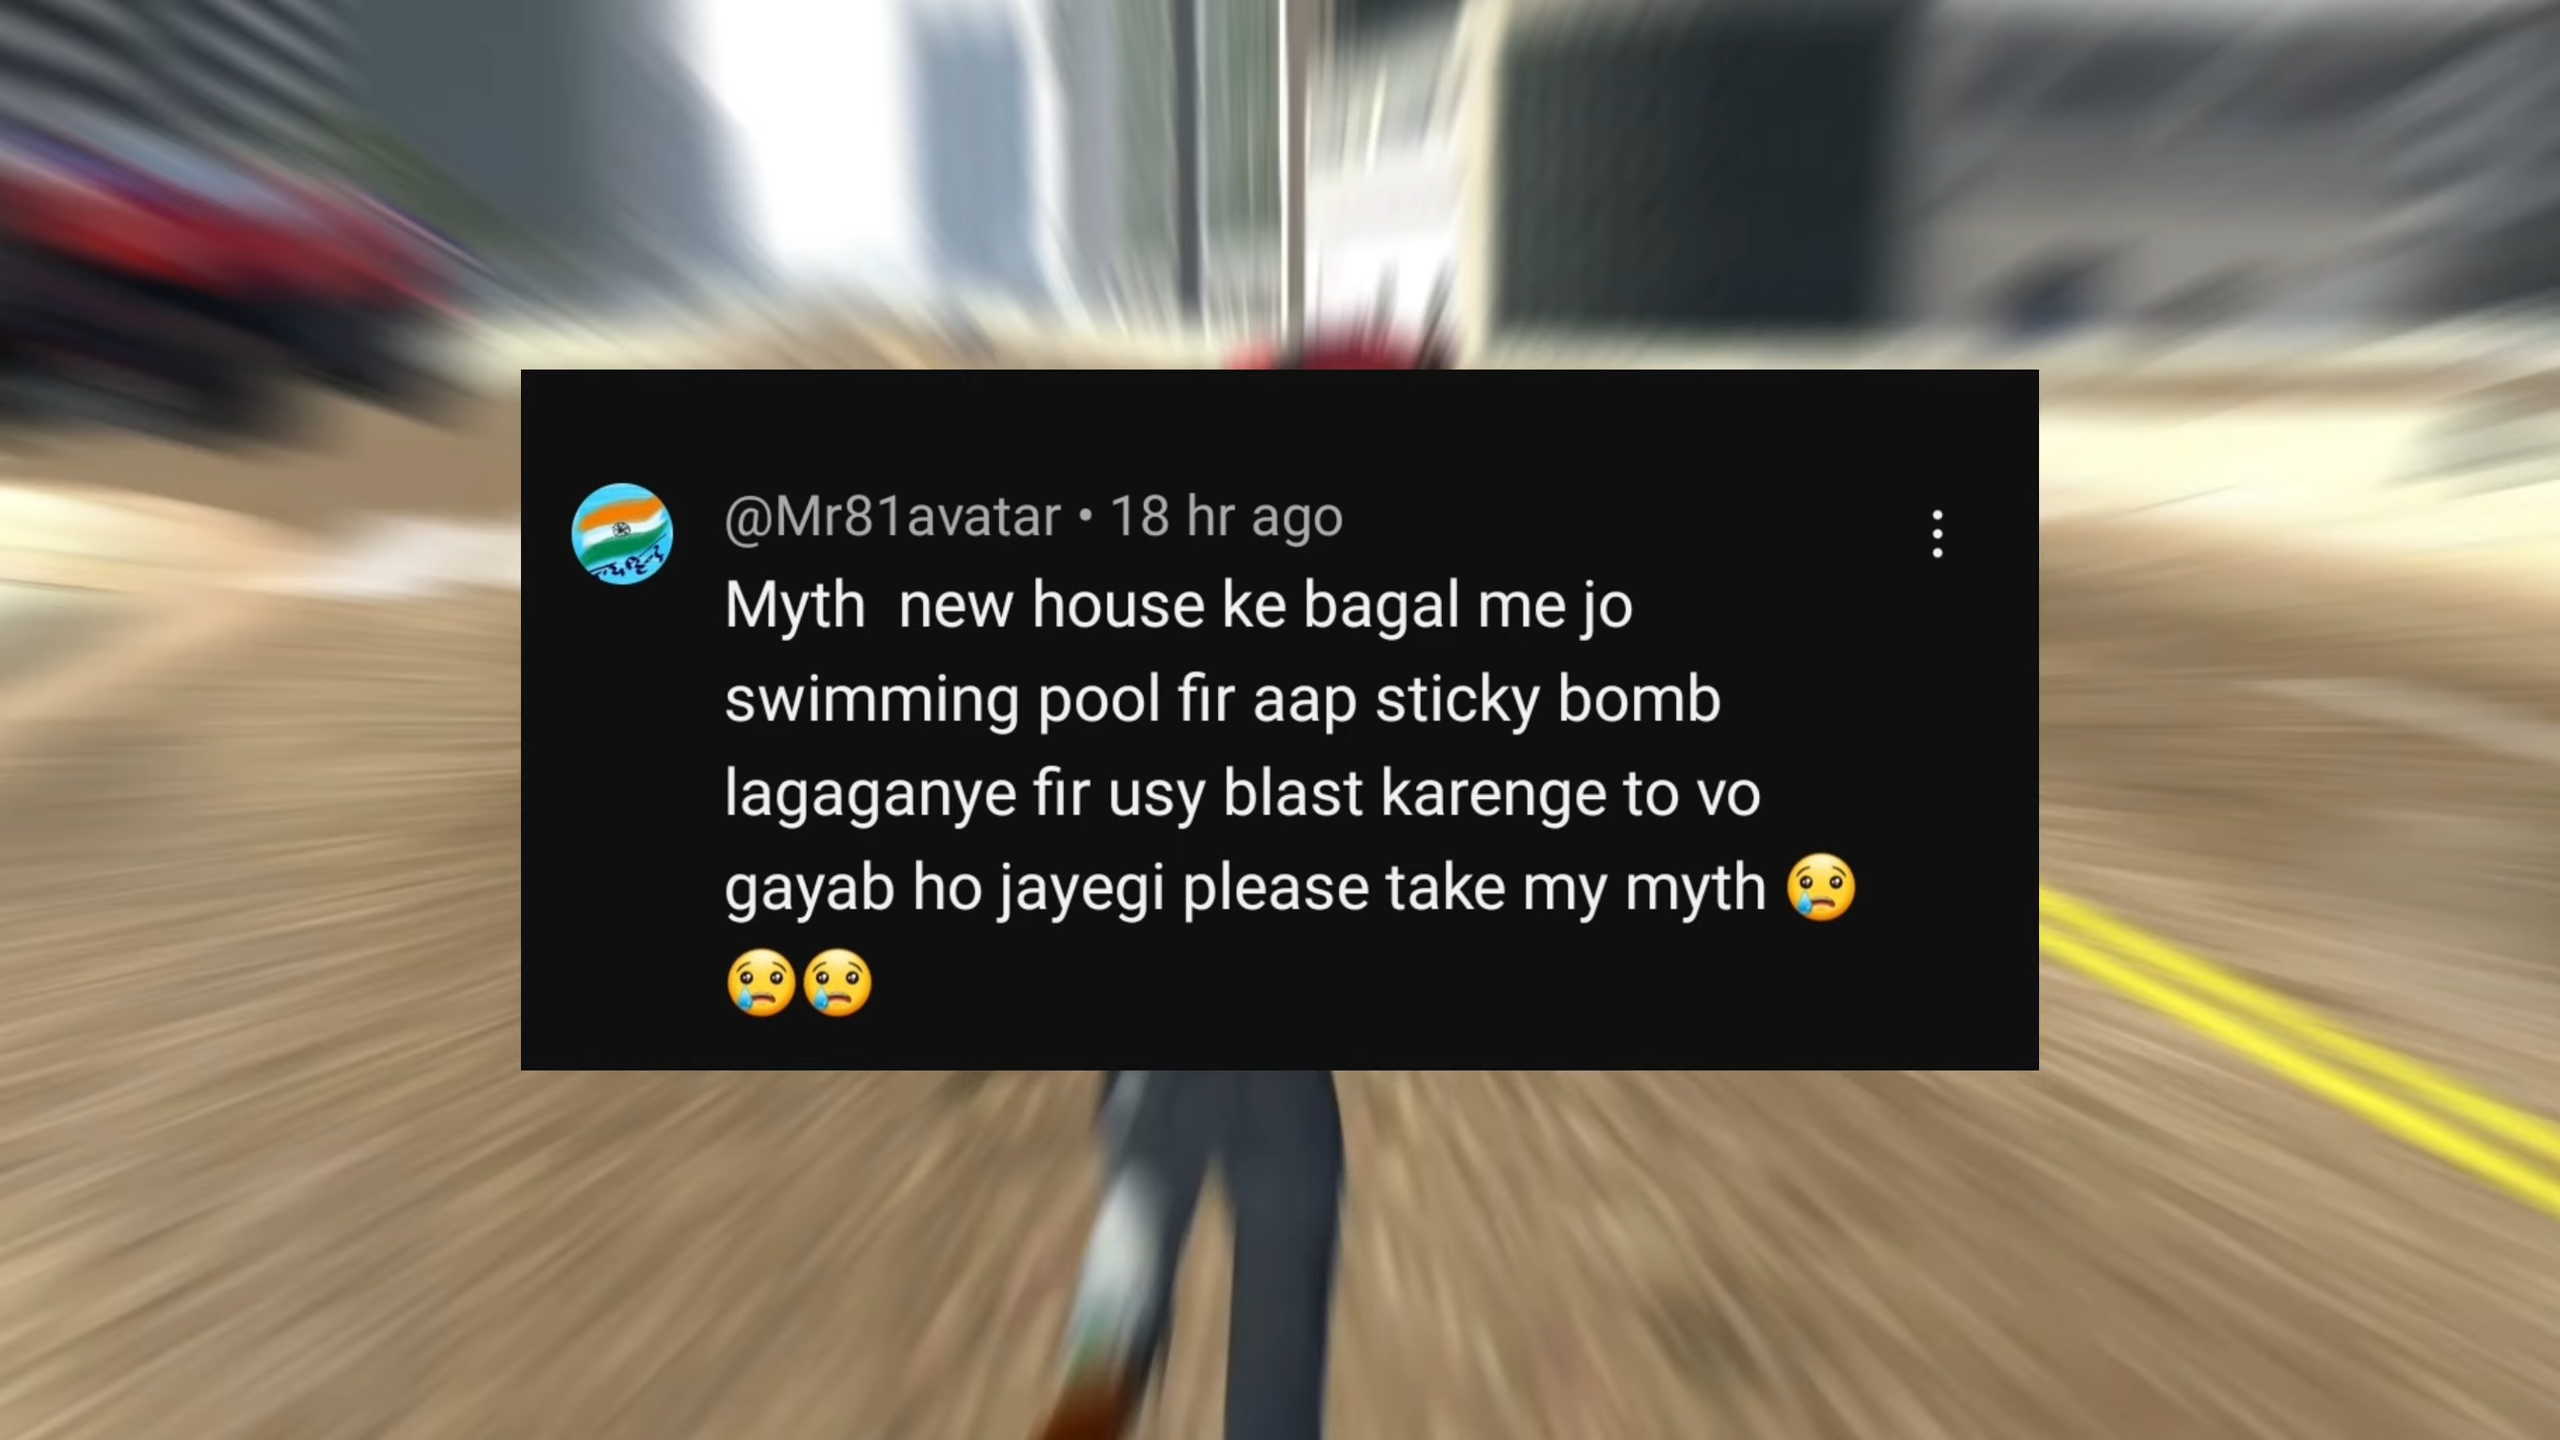 @Mr81avatar • 18 hr ago
Myth  new house ke bagal me jo
swimming pool fir aap sticky bomb
lagaganye fir usy blast karenge to vo
gayab ho jayegi please take my myth 😢
😢😢